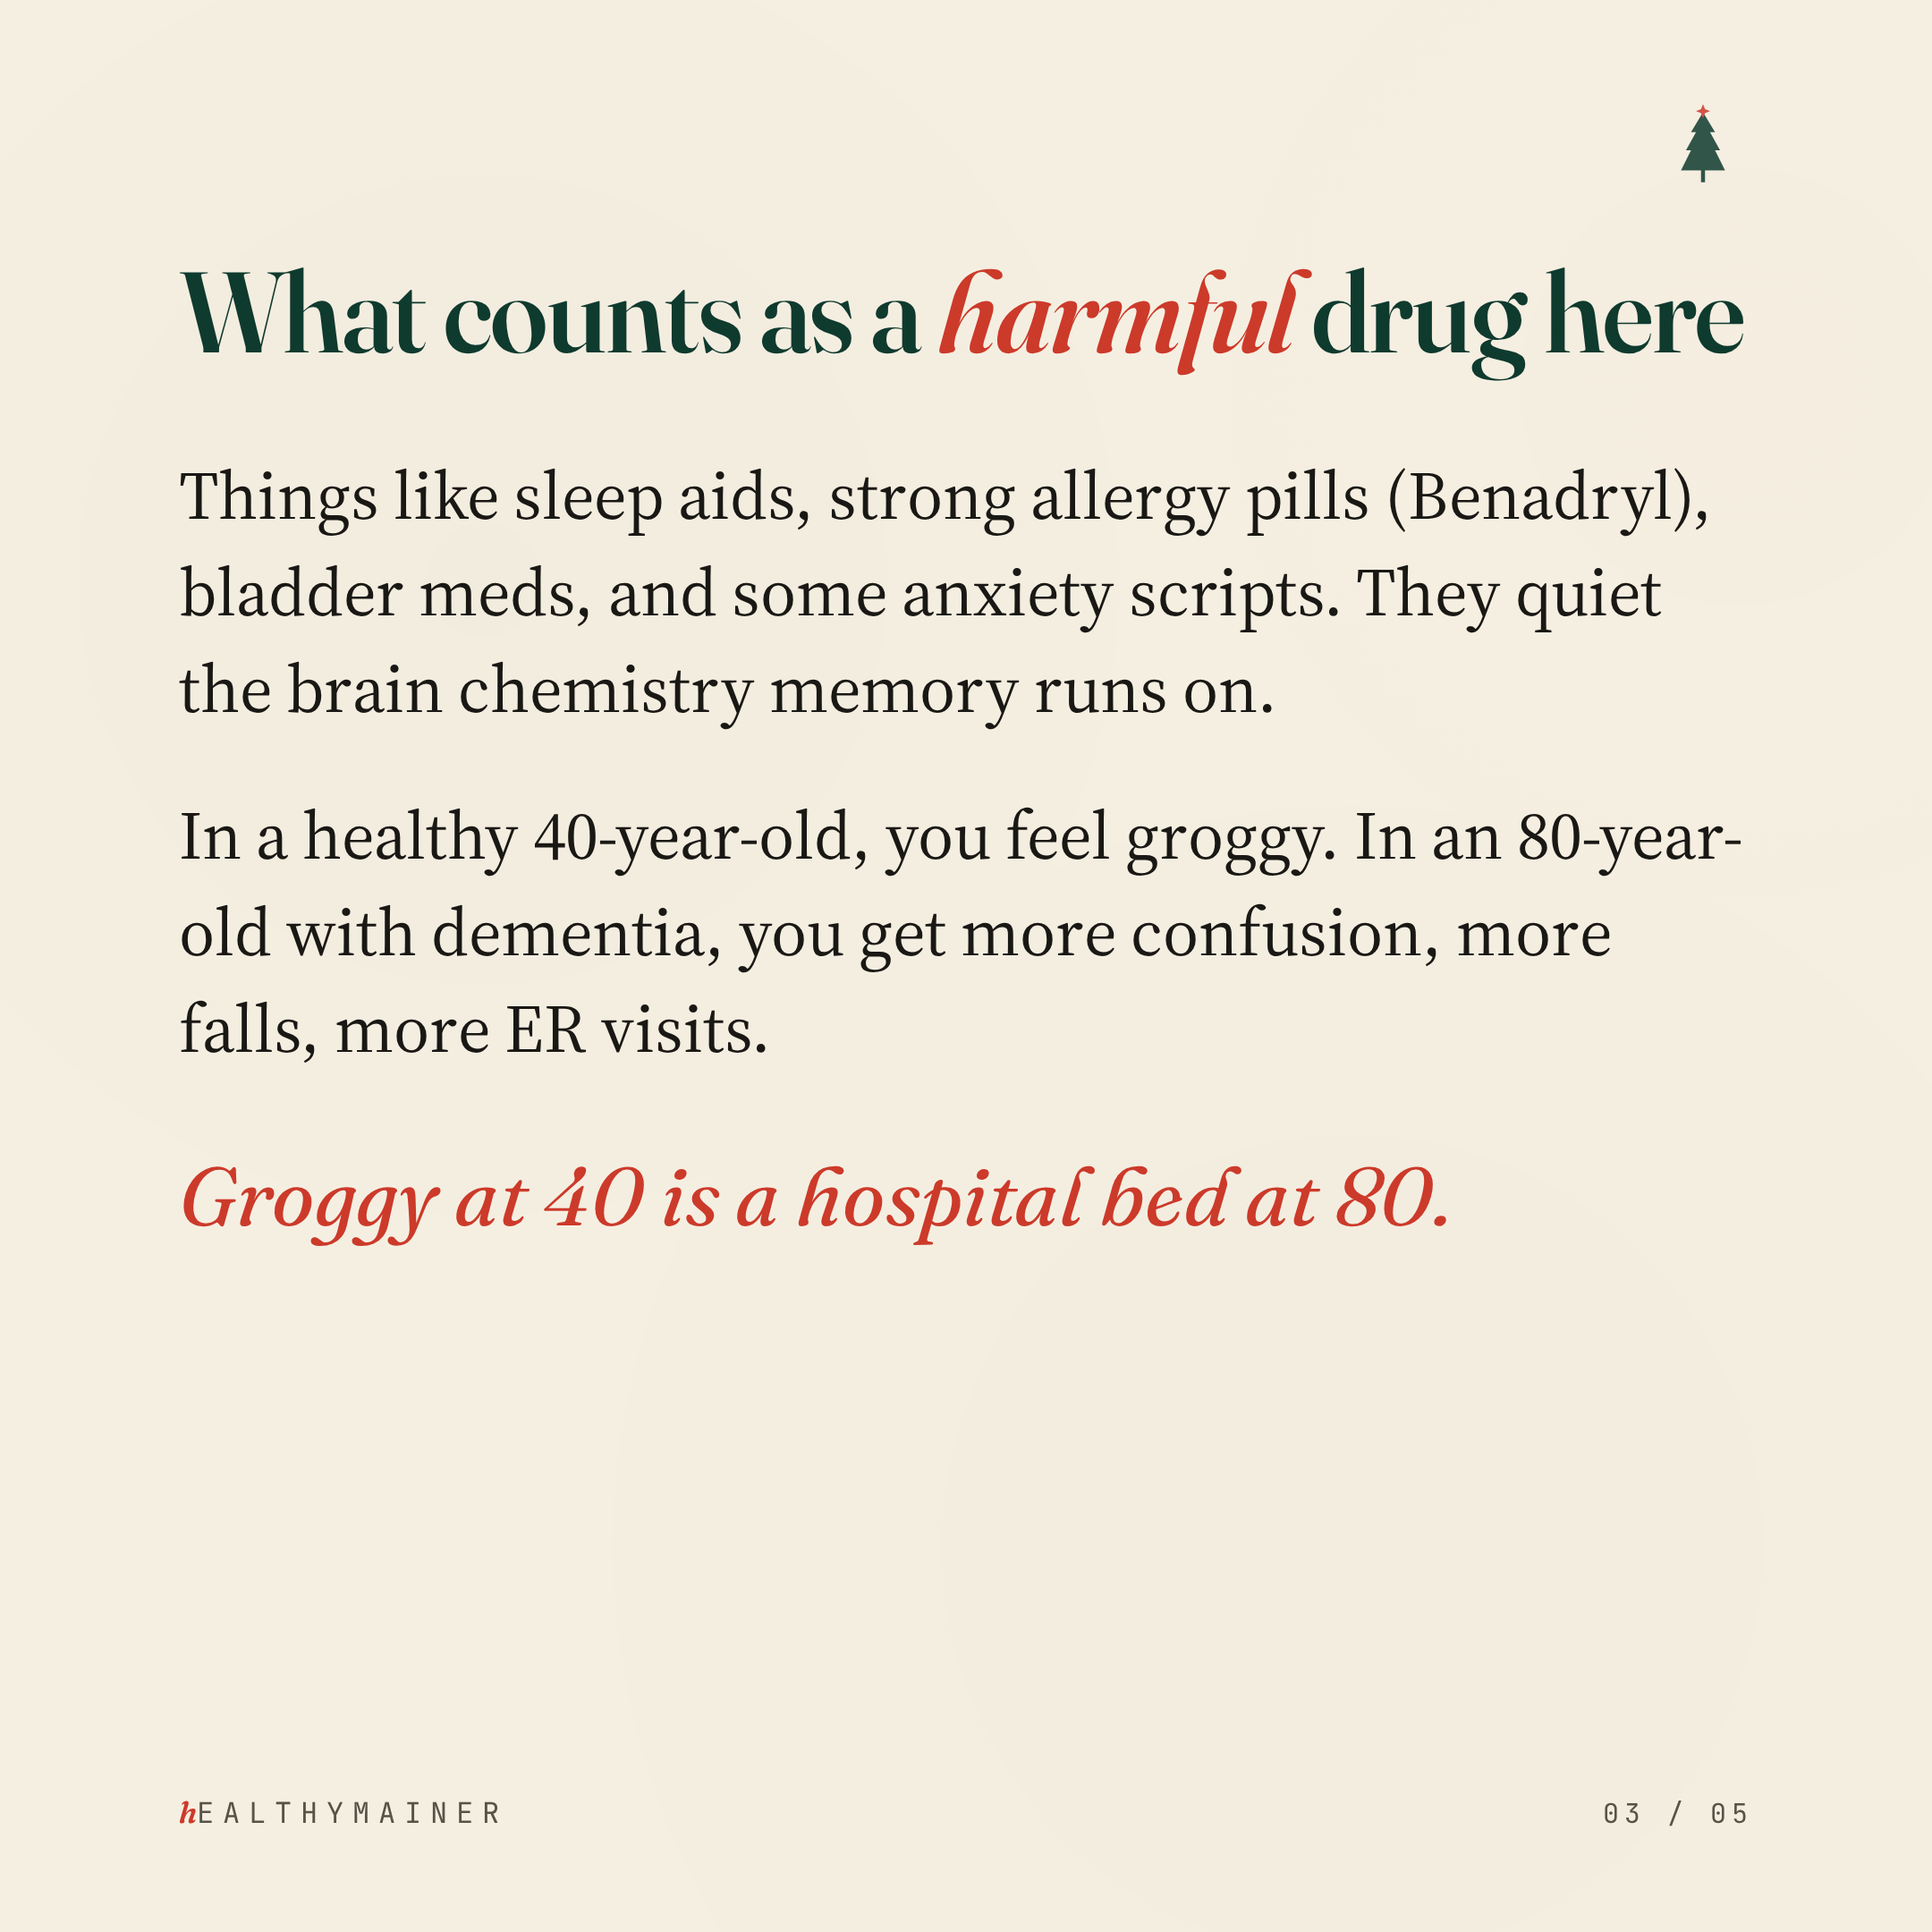 What counts as a harmful drug here
Things like sleep aids, strong allergy pills (Benadryl),
bladder meds, and some anxiety scripts. They quiet
the brain chemistry memory runs on.
In a healthy 40-year-old, you feel groggy. In an 80-year-
old with dementia, you get more confusion, more
falls, more ER visits.
Groggy at 40 is a hospital bed at 80.
hEALTHYMAINER
03 / 05